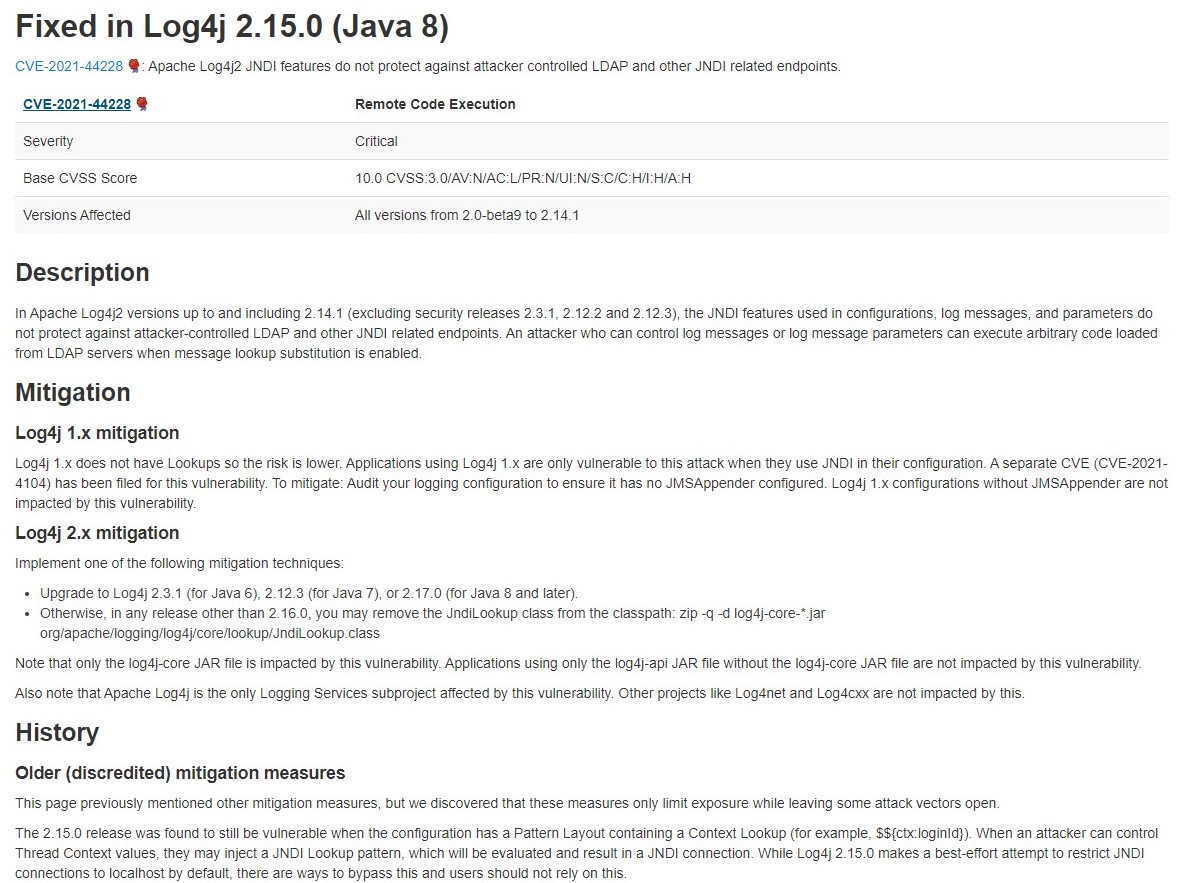 Fixed in Log4j 2.15.0 (Java 8)
CVE-2021-44228 : Apache Log4j2 JNDI features do not protect against attacker controlled LDAP and other JNDI related endpoints.
CVE-2021-44228 Remote Code Execution
Severity Critical
Base CVSS Score 10.0 CVSS:3.0/AV:N/AC:L/PR:N/UI:N/S:C/C:H/I:H/A:H
Versions Affected All versions from 2.0-beta9 to 2.14.1
Description
In Apache Log4j2 versions up to and including 2.14.1 (excluding security releases 2.3.1, 2.12.2 and 2.12.3), the JNDI features used in configurations, log messages, and parameters do
not protect against attacker-controlled LDAP and other JNDI related endpoints. An attacker who can control log messages or log message parameters can execute arbitrary code loaded
from LDAP servers when message lookup substitution is enabled.
Mitigation
Log4j 1.x mitigation
Log4j 1.x does not have Lookups so the risk is lower. Applications using Log4j 1.x are only vulnerable to this attack when they use JNDI in their configuration. A separate CVE (CVE-2021-
4104) has been filed for this vulnerability. To mitigate: Audit your logging configuration to ensure it has no JMSAppender configured. Log4j 1.x configurations without JMSAppender are not
impacted by this vulnerability.
Log4j 2.x mitigation
Implement one of the following mitigation techniques:
• Upgrade to Log4j 2.3.1 (for Java 6), 2.12.3 (for Java 7), or 2.17.0 (for Java 8 and later).
• Otherwise, in any release other than 2.16.0, you may remove the JndiLookup class from the classpath: zip -q -d log4j-core-*.jar
org/apache/logging/log4j/core/lookup/JndiLookup.class
Note that only the log4j-core JAR file is impacted by this vulnerability. Applications using only the log4j-api JAR file without the log4j-core JAR file are not impacted by this vulnerability.
Also note that Apache Log4j is the only Logging Services subproject affected by this vulnerability. Other projects like Log4net and Log4cxx are not impacted by this.
History
Older (discredited) mitigation measures
This page previously mentioned other mitigation measures, but we discovered that these measures only limit exposure while leaving some attack vectors open.
The 2.15.0 release was found to still be vulnerable when the configuration has a Pattern Layout containing a Context Lookup (for example, $${ctx:loginId}). When an attacker can control
Thread Context values, they may inject a JNDI Lookup pattern, which will be evaluated and result in a JNDI connection. While Log4j 2.15.0 makes a best-effort attempt to restrict JNDI
connections to localhost by default, there are ways to bypass this and users should not rely on this.